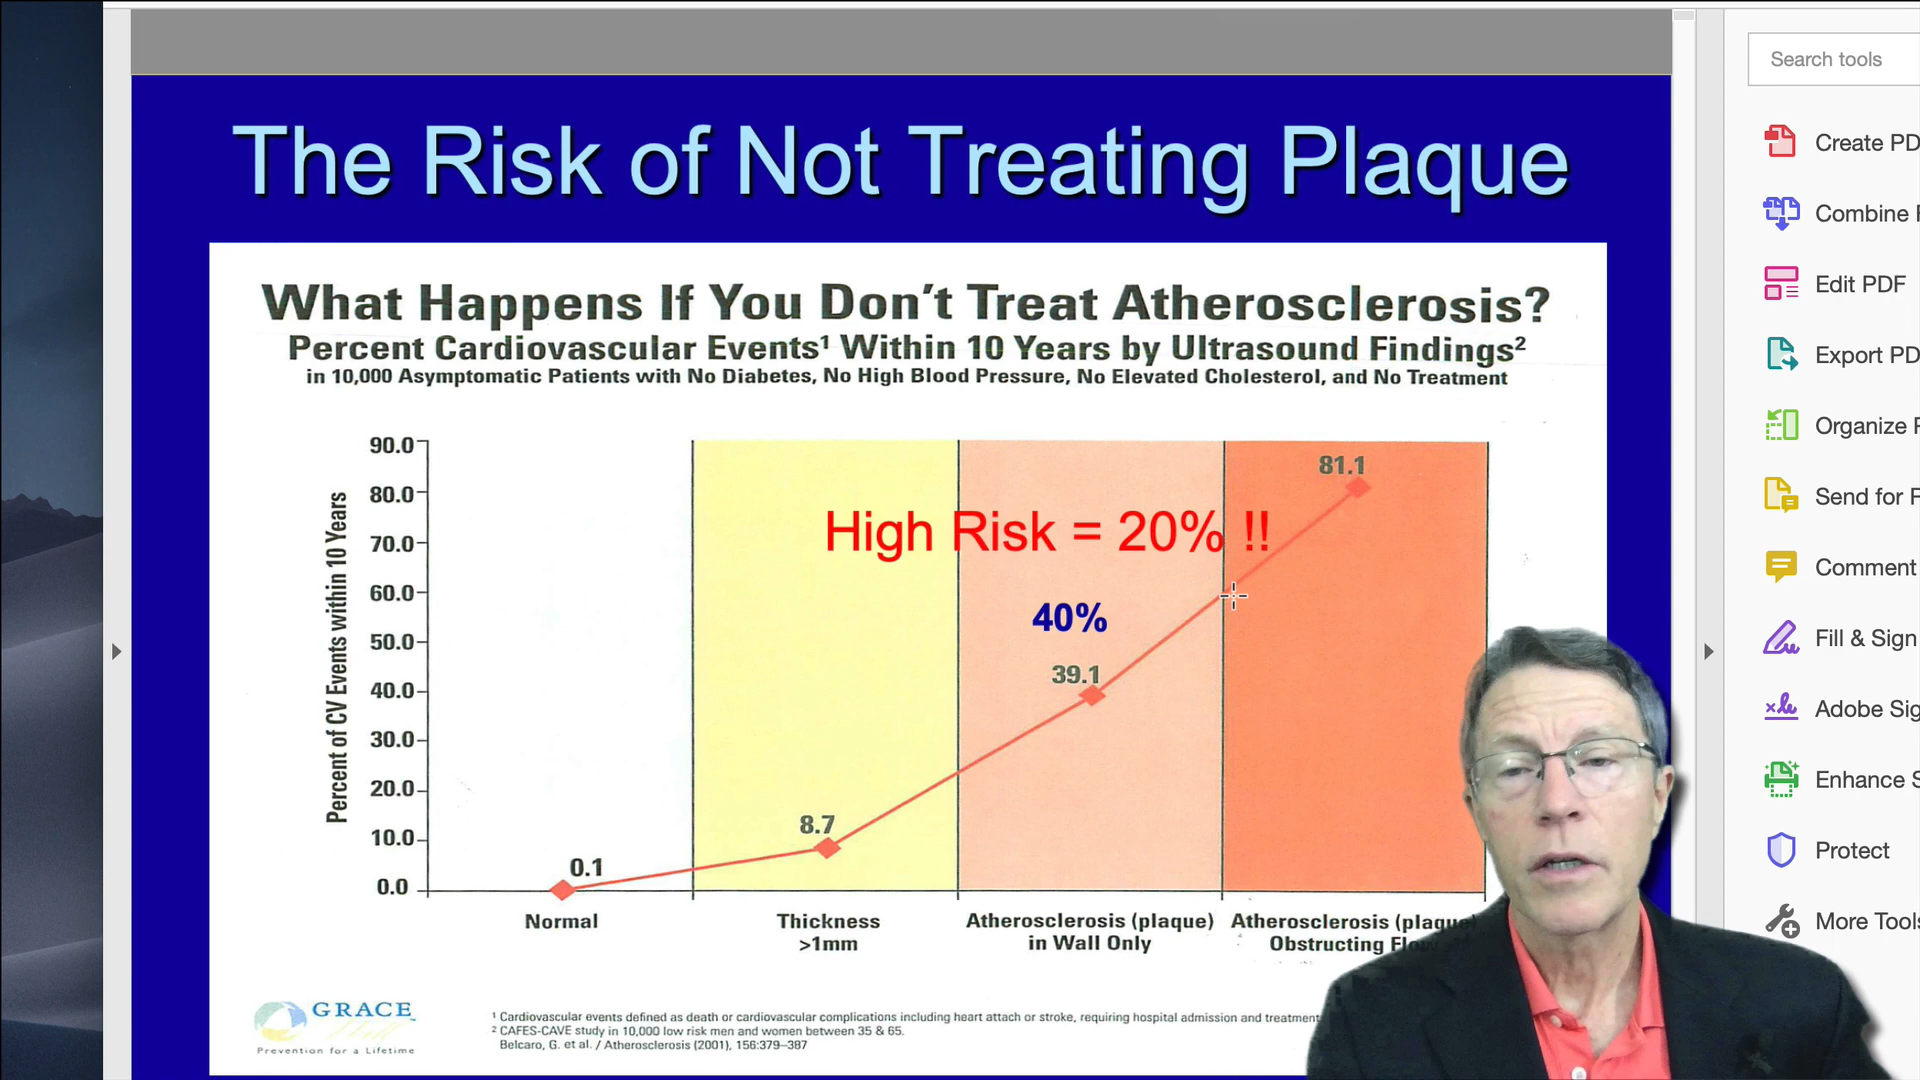 Search tools
The Risk of Not Treating Plaque
What Happens If You Don't Treat Atherosclerosis?
Percent Cardiovascular Events¹ Within 10 Years by Ultrasound Findings²
in 10,000 Asymptomatic Patients with No Diabetes, No High Blood Pressure, No Elevated Cholesterol, and No Treatment
Percent of CV Events within 10 Years
90.0
80.0
70.0
60.0
50.0
40.0
30.0
20.0
10.0
0.0
81.1
High Risk = 20% !!
40%
39.1
8.7
0.1
Normal
Thickness
>1mm
Atherosclerosis (plaque)
in Wall Only
Atherosclerosis (plaque
Obstructing Flow
GRACE
Prevention for a Lifetime
¹ Cardiovascular events defined as death or cardiovascular complications including heart attach or stroke, requiring hospital admission and treatment
² CAFES-CAVE study in 10,000 low risk men and women between 35 & 65.
Belcaro, G. et al. / Atherosclerosis (2001), 156:379–387
Create PD
Combine F
Edit PDF
Export PD
Organize P
Send for F
Comment
Fill & Sign
Adobe Sig
Enhance S
Protect
More Tools